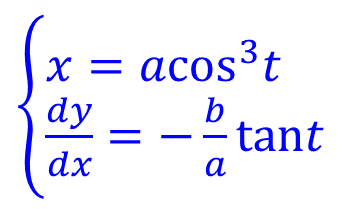 x = acos³t
dy/dx = − b/a tant